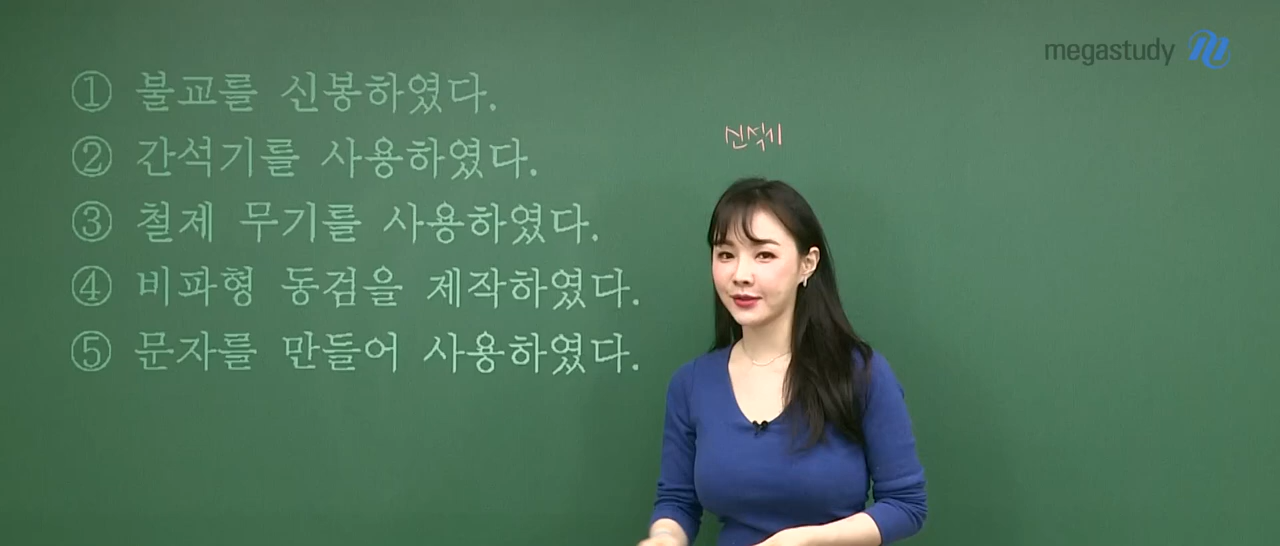 megastudy
① 불교를 신봉하였다.
신석기
② 간석기를 사용하였다.
③ 철제 무기를 사용하였다.
④ 비파형 동검을 제작하였다.
⑤ 문자를 만들어 사용하였다.